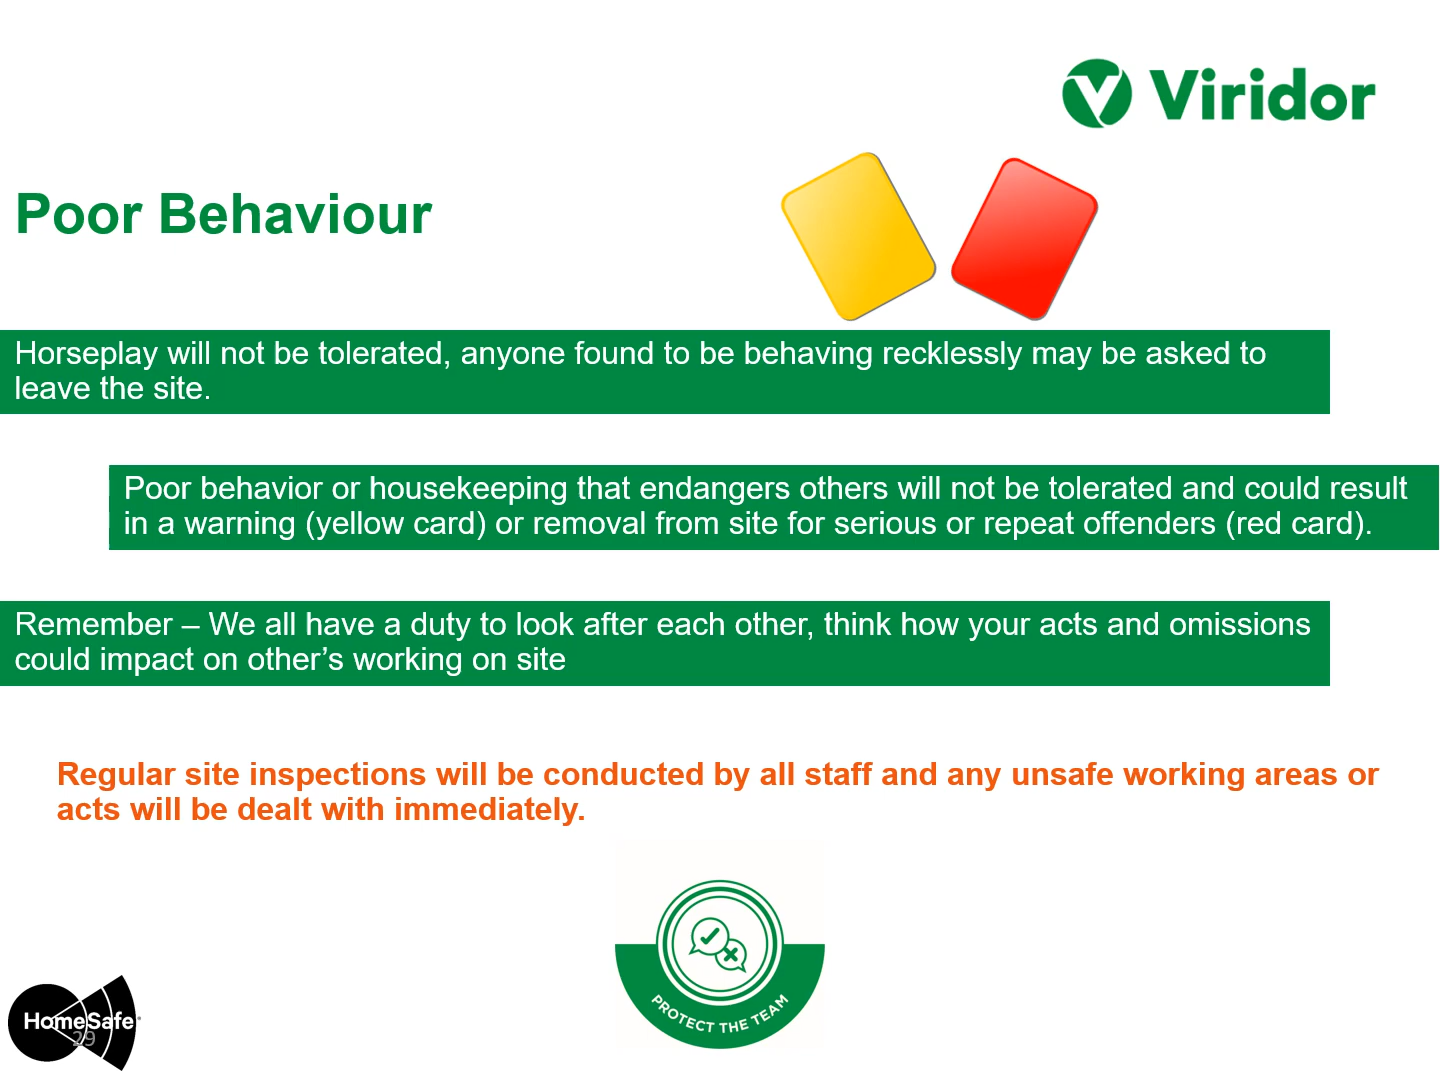 Viridor
Poor Behaviour
Horseplay will not be tolerated, anyone found to be behaving recklessly may be asked to
leave the site.
Poor behavior or housekeeping that endangers others will not be tolerated and could result
in a warning (yellow card) or removal from site for serious or repeat offenders (red card).
Remember – We all have a duty to look after each other, think how your acts and omissions
could impact on other’s working on site
Regular site inspections will be conducted by all staff and any unsafe working areas or
acts will be dealt with immediately.
PROTECT THE TEAM
HomeSafe
29